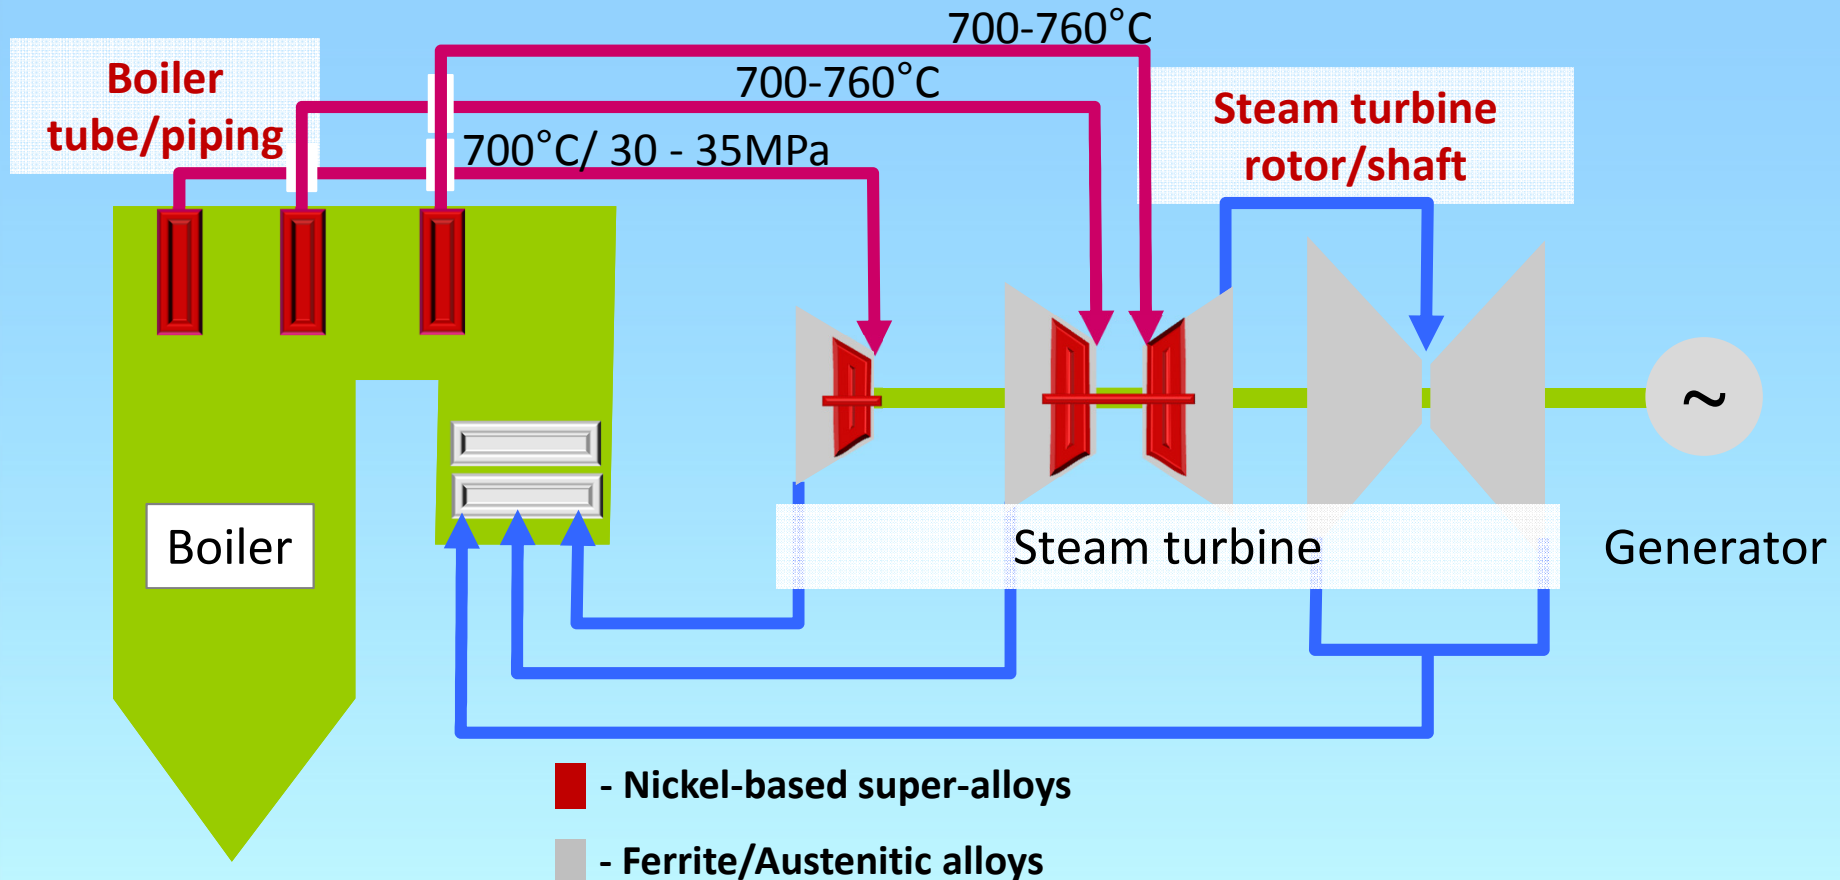 700-760°C
Boiler
tube/piping
700-760°C
Steam turbine
rotor/shaft
700°C/ 30 - 35MPa
~
Boiler
Steam turbine
Generator
- Nickel-based super-alloys
- Ferrite/Austenitic alloys